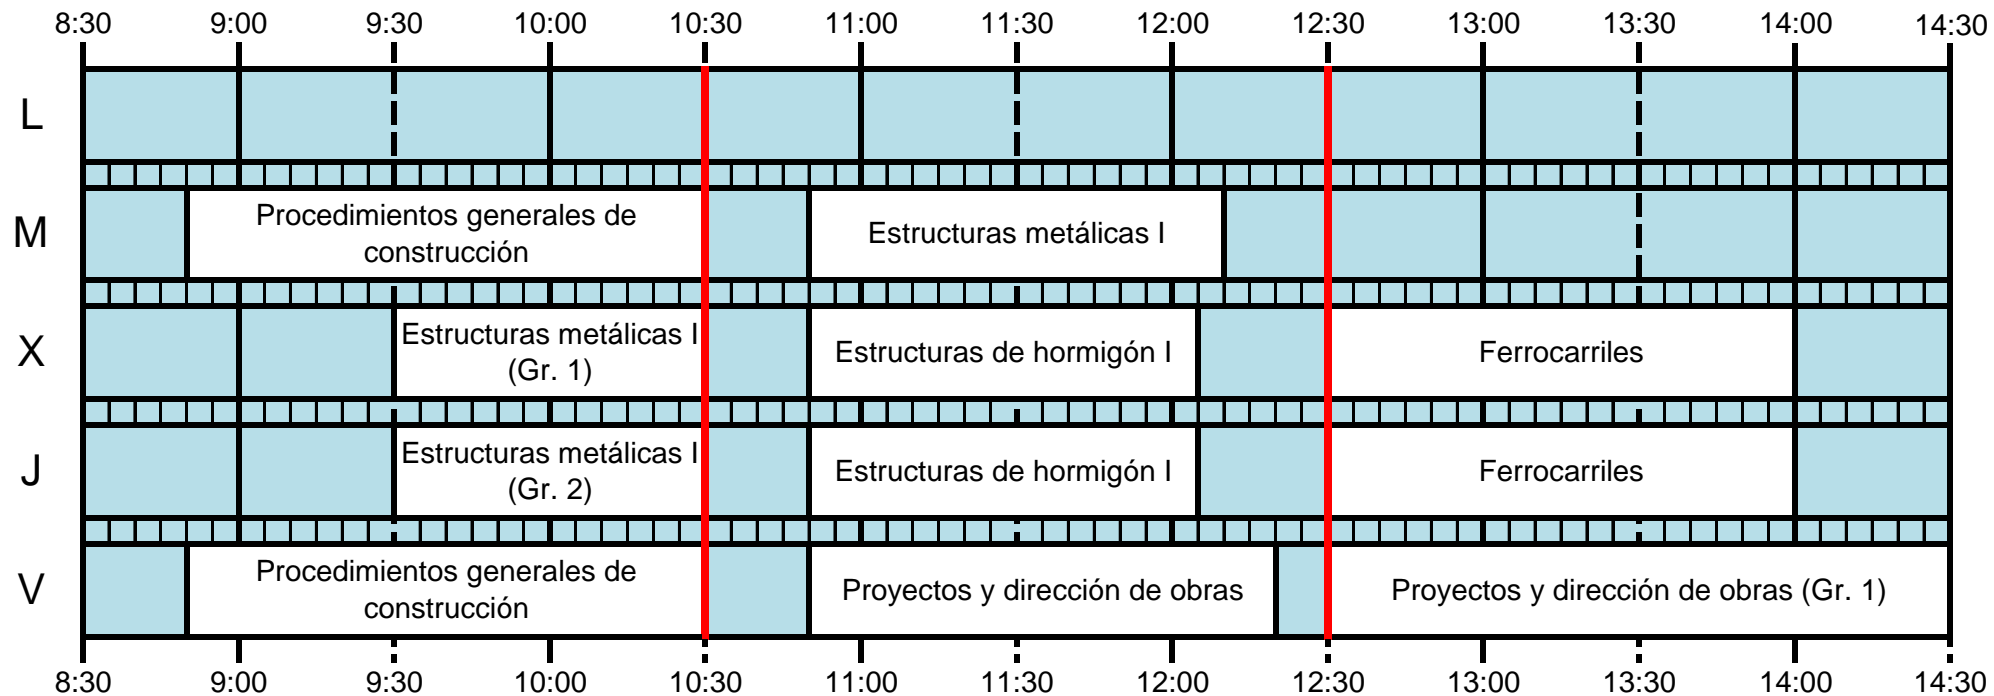 8:30 9:00 9:30 10:00 10:30 11:00 11:30 12:00 12:30 13:00 13:30 14:00 14:30
L
M
Procedimientos generales de
construcción
Estructuras metálicas I
X
Estructuras metálicas I
(Gr. 1)
Estructuras de hormigón I
Ferrocarriles
J
Estructuras metálicas I
(Gr. 2)
Estructuras de hormigón I
Ferrocarriles
V
Procedimientos generales de
construcción
Proyectos y dirección de obras
Proyectos y dirección de obras (Gr. 1)
8:30 9:00 9:30 10:00 10:30 11:00 11:30 12:00 12:30 13:00 13:30 14:00 14:30